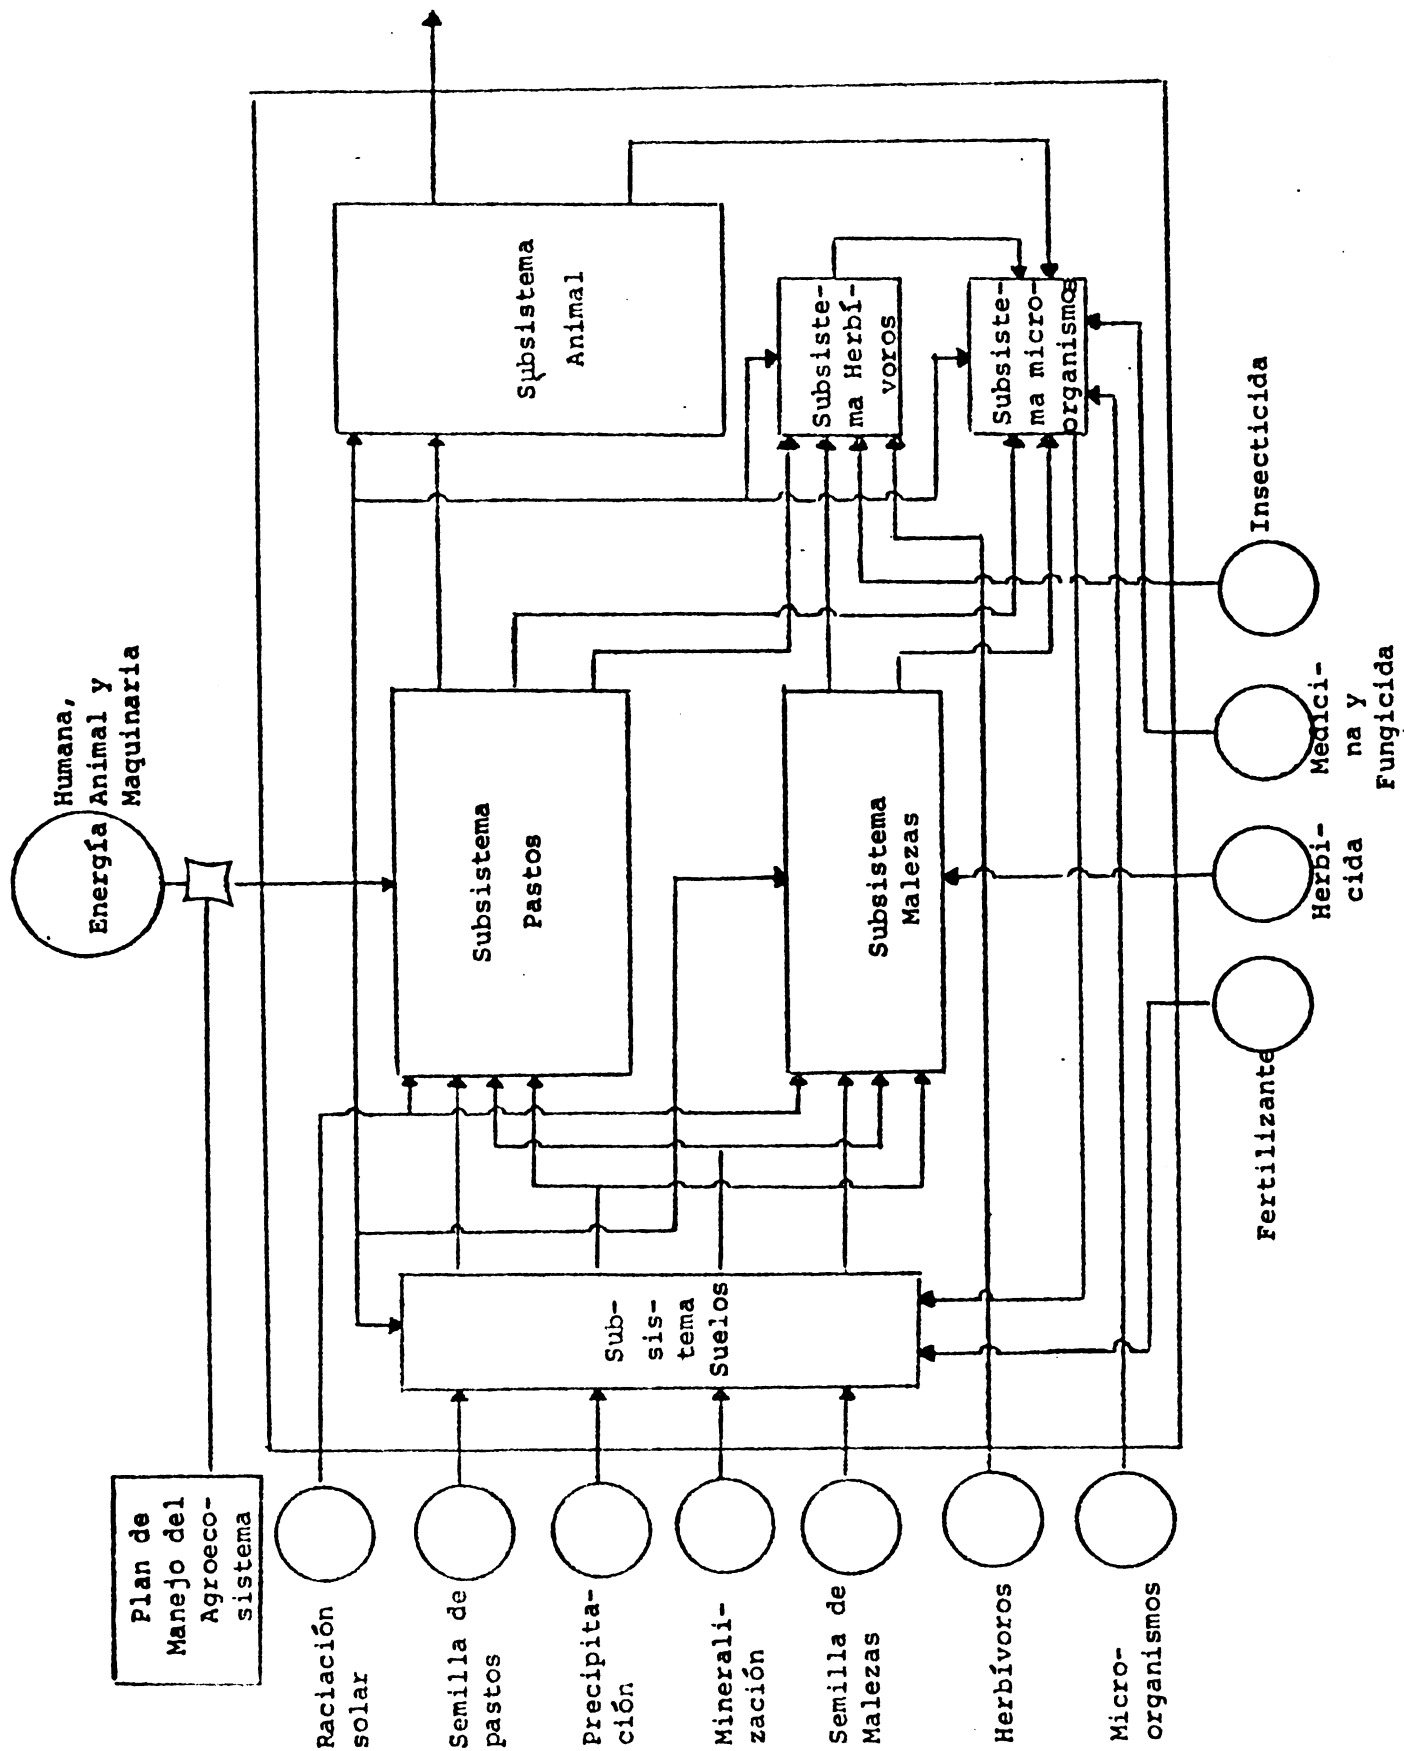 Plan de
Manejo del
Agroeco-
sistema
Energía
Humana,
Animal y
Maquinaria
Raciación
solar
Semilla de
pastos
Precipita-
ción
Minerali-
zación
Semilla de
Malezas
Herbívoros
Micro-
organismos
Sub-
sis-
tema
Suelos
Subsistema
Pastos
Subsistema
Malezas
Subsistema
Animal
Subsiste-
ma Herbí-
voros
Subsiste-
ma micro-
organismos
Fertilizante
Herbi-
cida
Medici-
na y
Fungicida
Insecticida